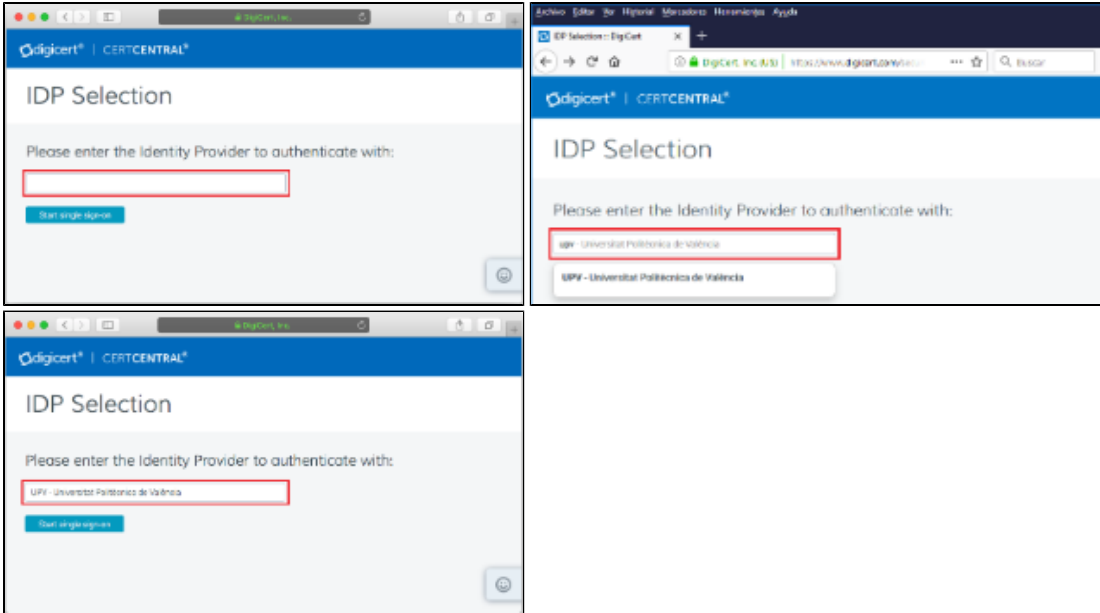 DigiCert, Inc.
digicert® | CERTCENTRAL®
IDP Selection
Please enter the Identity Provider to authenticate with:
Start single sign-on
Archivo Editar Ver Historial Marcadores Herramientas Ayuda
IDP Selection :: DigiCert
DigiCert, Inc. (US) https://www.digicert.com/
Buscar
digicert® | CERTCENTRAL®
IDP Selection
Please enter the Identity Provider to authenticate with:
upv - Universitat Politècnica de València
UPV - Universitat Politècnica de València
DigiCert, Inc.
digicert® | CERTCENTRAL®
IDP Selection
Please enter the Identity Provider to authenticate with:
UPV - Universitat Politècnica de València
Start single sign-on